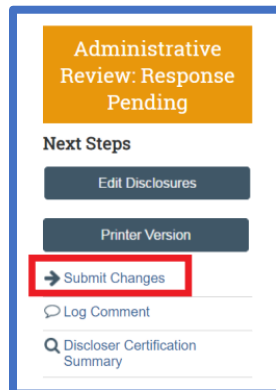 Administrative
Review: Response
Pending
Next Steps
Edit Disclosures
Printer Version
Submit Changes
Log Comment
Discloser Certification
Summary